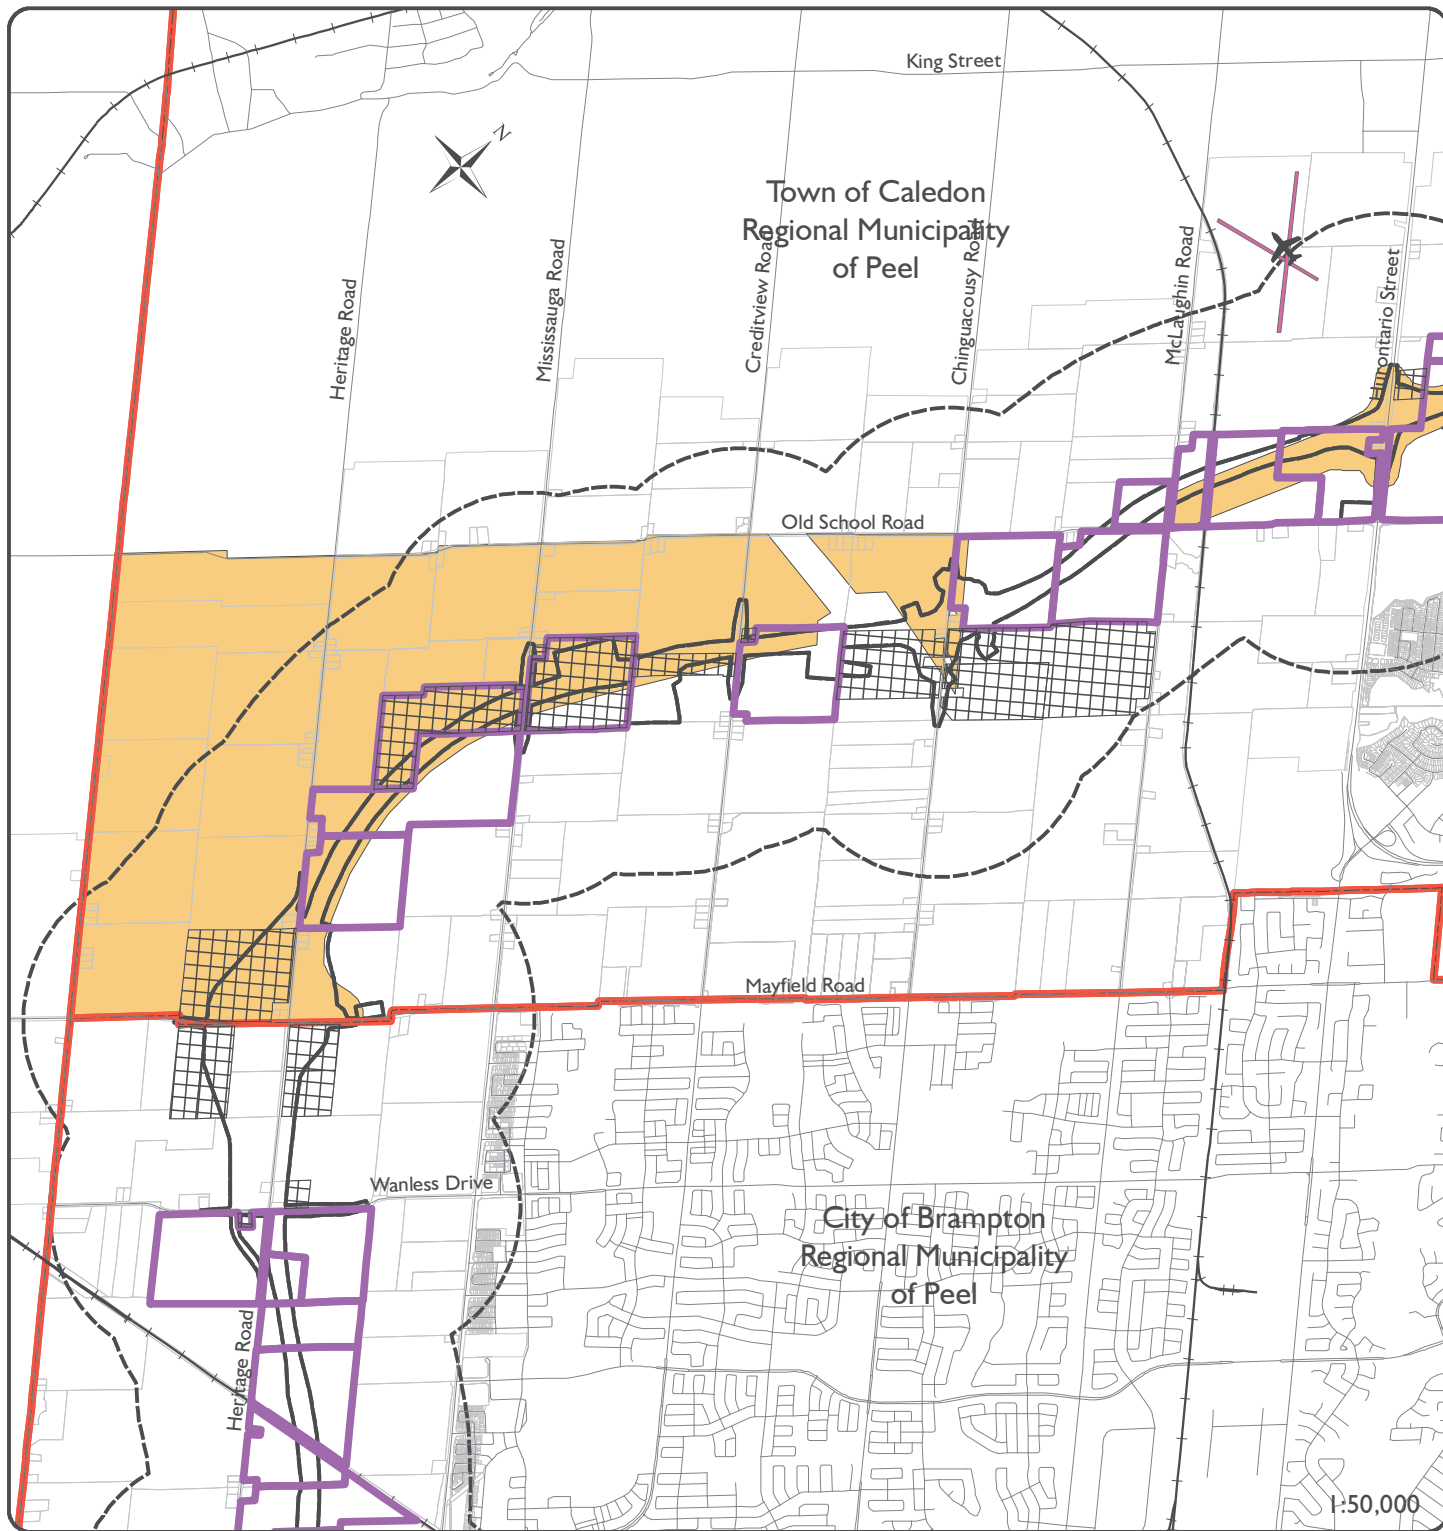 King Street
N
Town of Caledon
Regional Municipality
of Peel
Heritage Road
Mississauga Road
Creditview Road
Chinguacousy Road
McLaughlin Road
Hurontario Street
Old School Road
Mayfield Road
Wanless Drive
City of Brampton
Regional Municipality
of Peel
Heritage Road
1:50,000